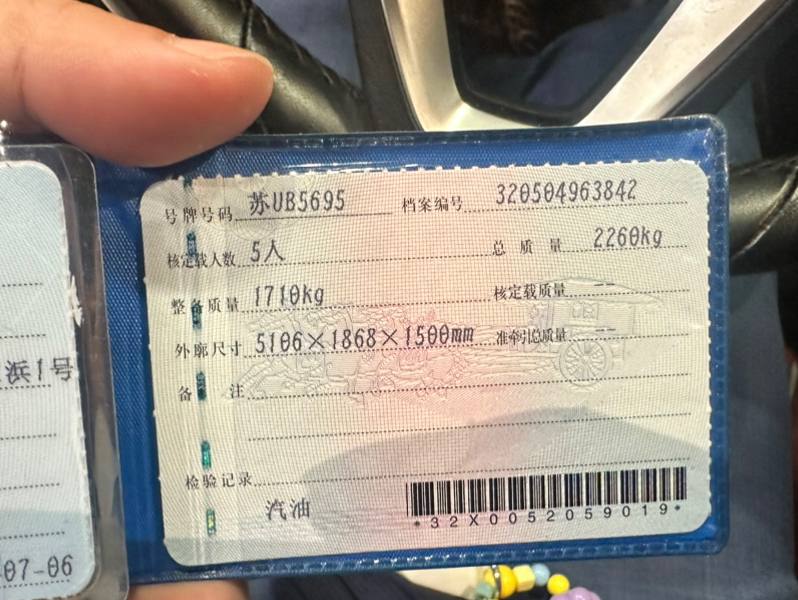 号牌号码 苏UB5695 档案编号 320504963842
核定载人数 5人 总质量 2260kg
整备质量 1710kg 核定载质量 --
外廓尺寸 5106×1868×1500mm 准牵引总质量 --
备注
检验记录
汽油
*32X0052059019*
浜1号
07-06